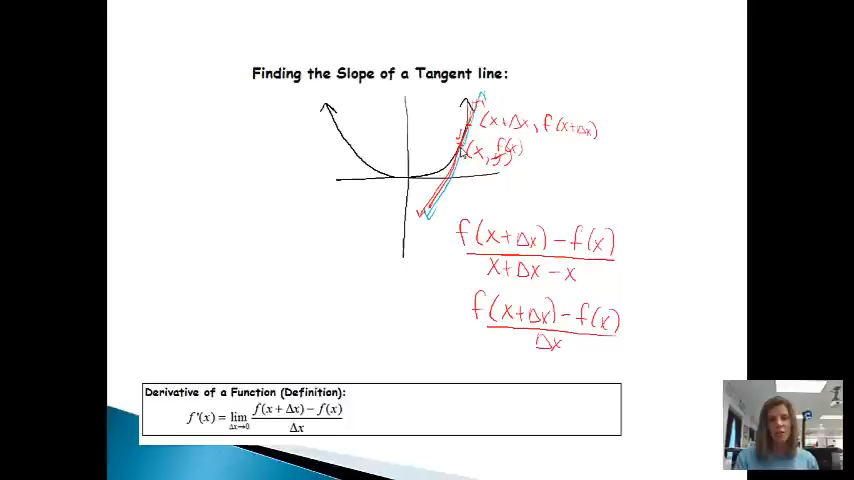 Finding the Slope of a Tangent line:
(x+Δx, f(x+Δx)
(x, f(x)
f(x+Δx) - f(x)
x+Δx - x
f(x+Δx) - f(x)
Δx
Derivative of a Function (Definition):
f'(x) = lim Δx→0 f(x + Δx) − f(x)
Δx